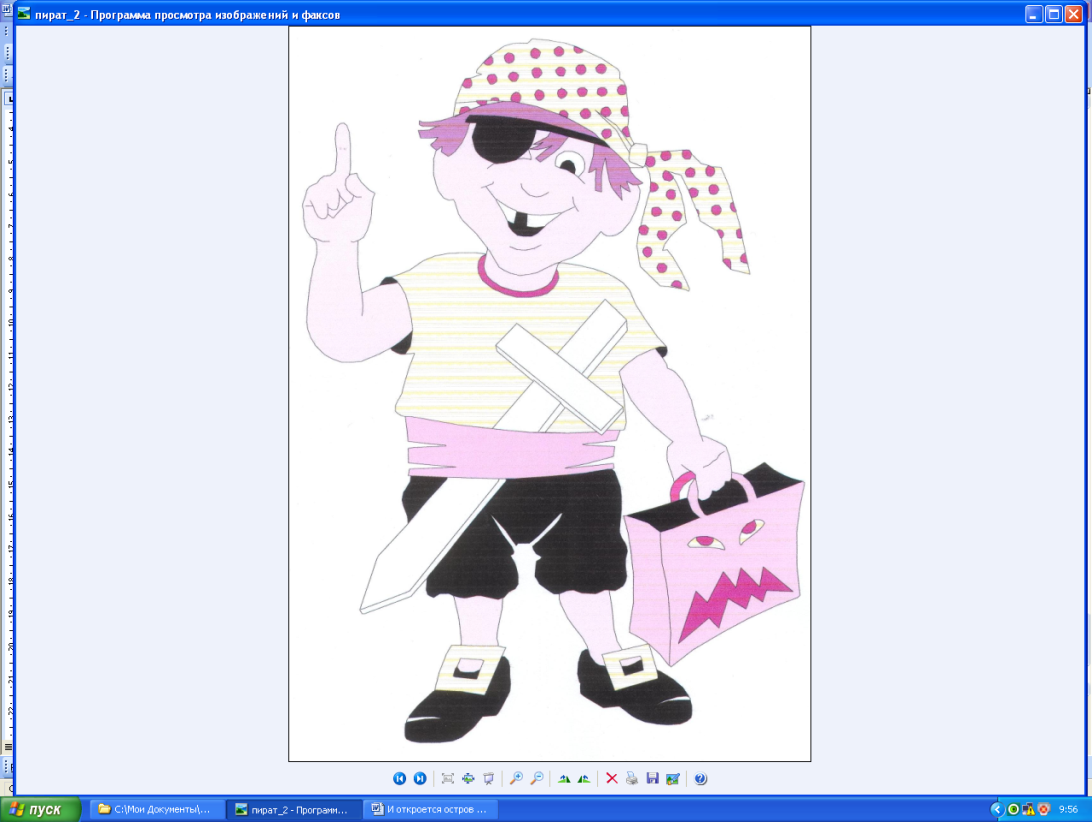 пират_2 - Программа просмотра изображений и факсов
пуск
C:\Мои Документы\...
пират_2 - Программ...
И откроется остров ...
9:56